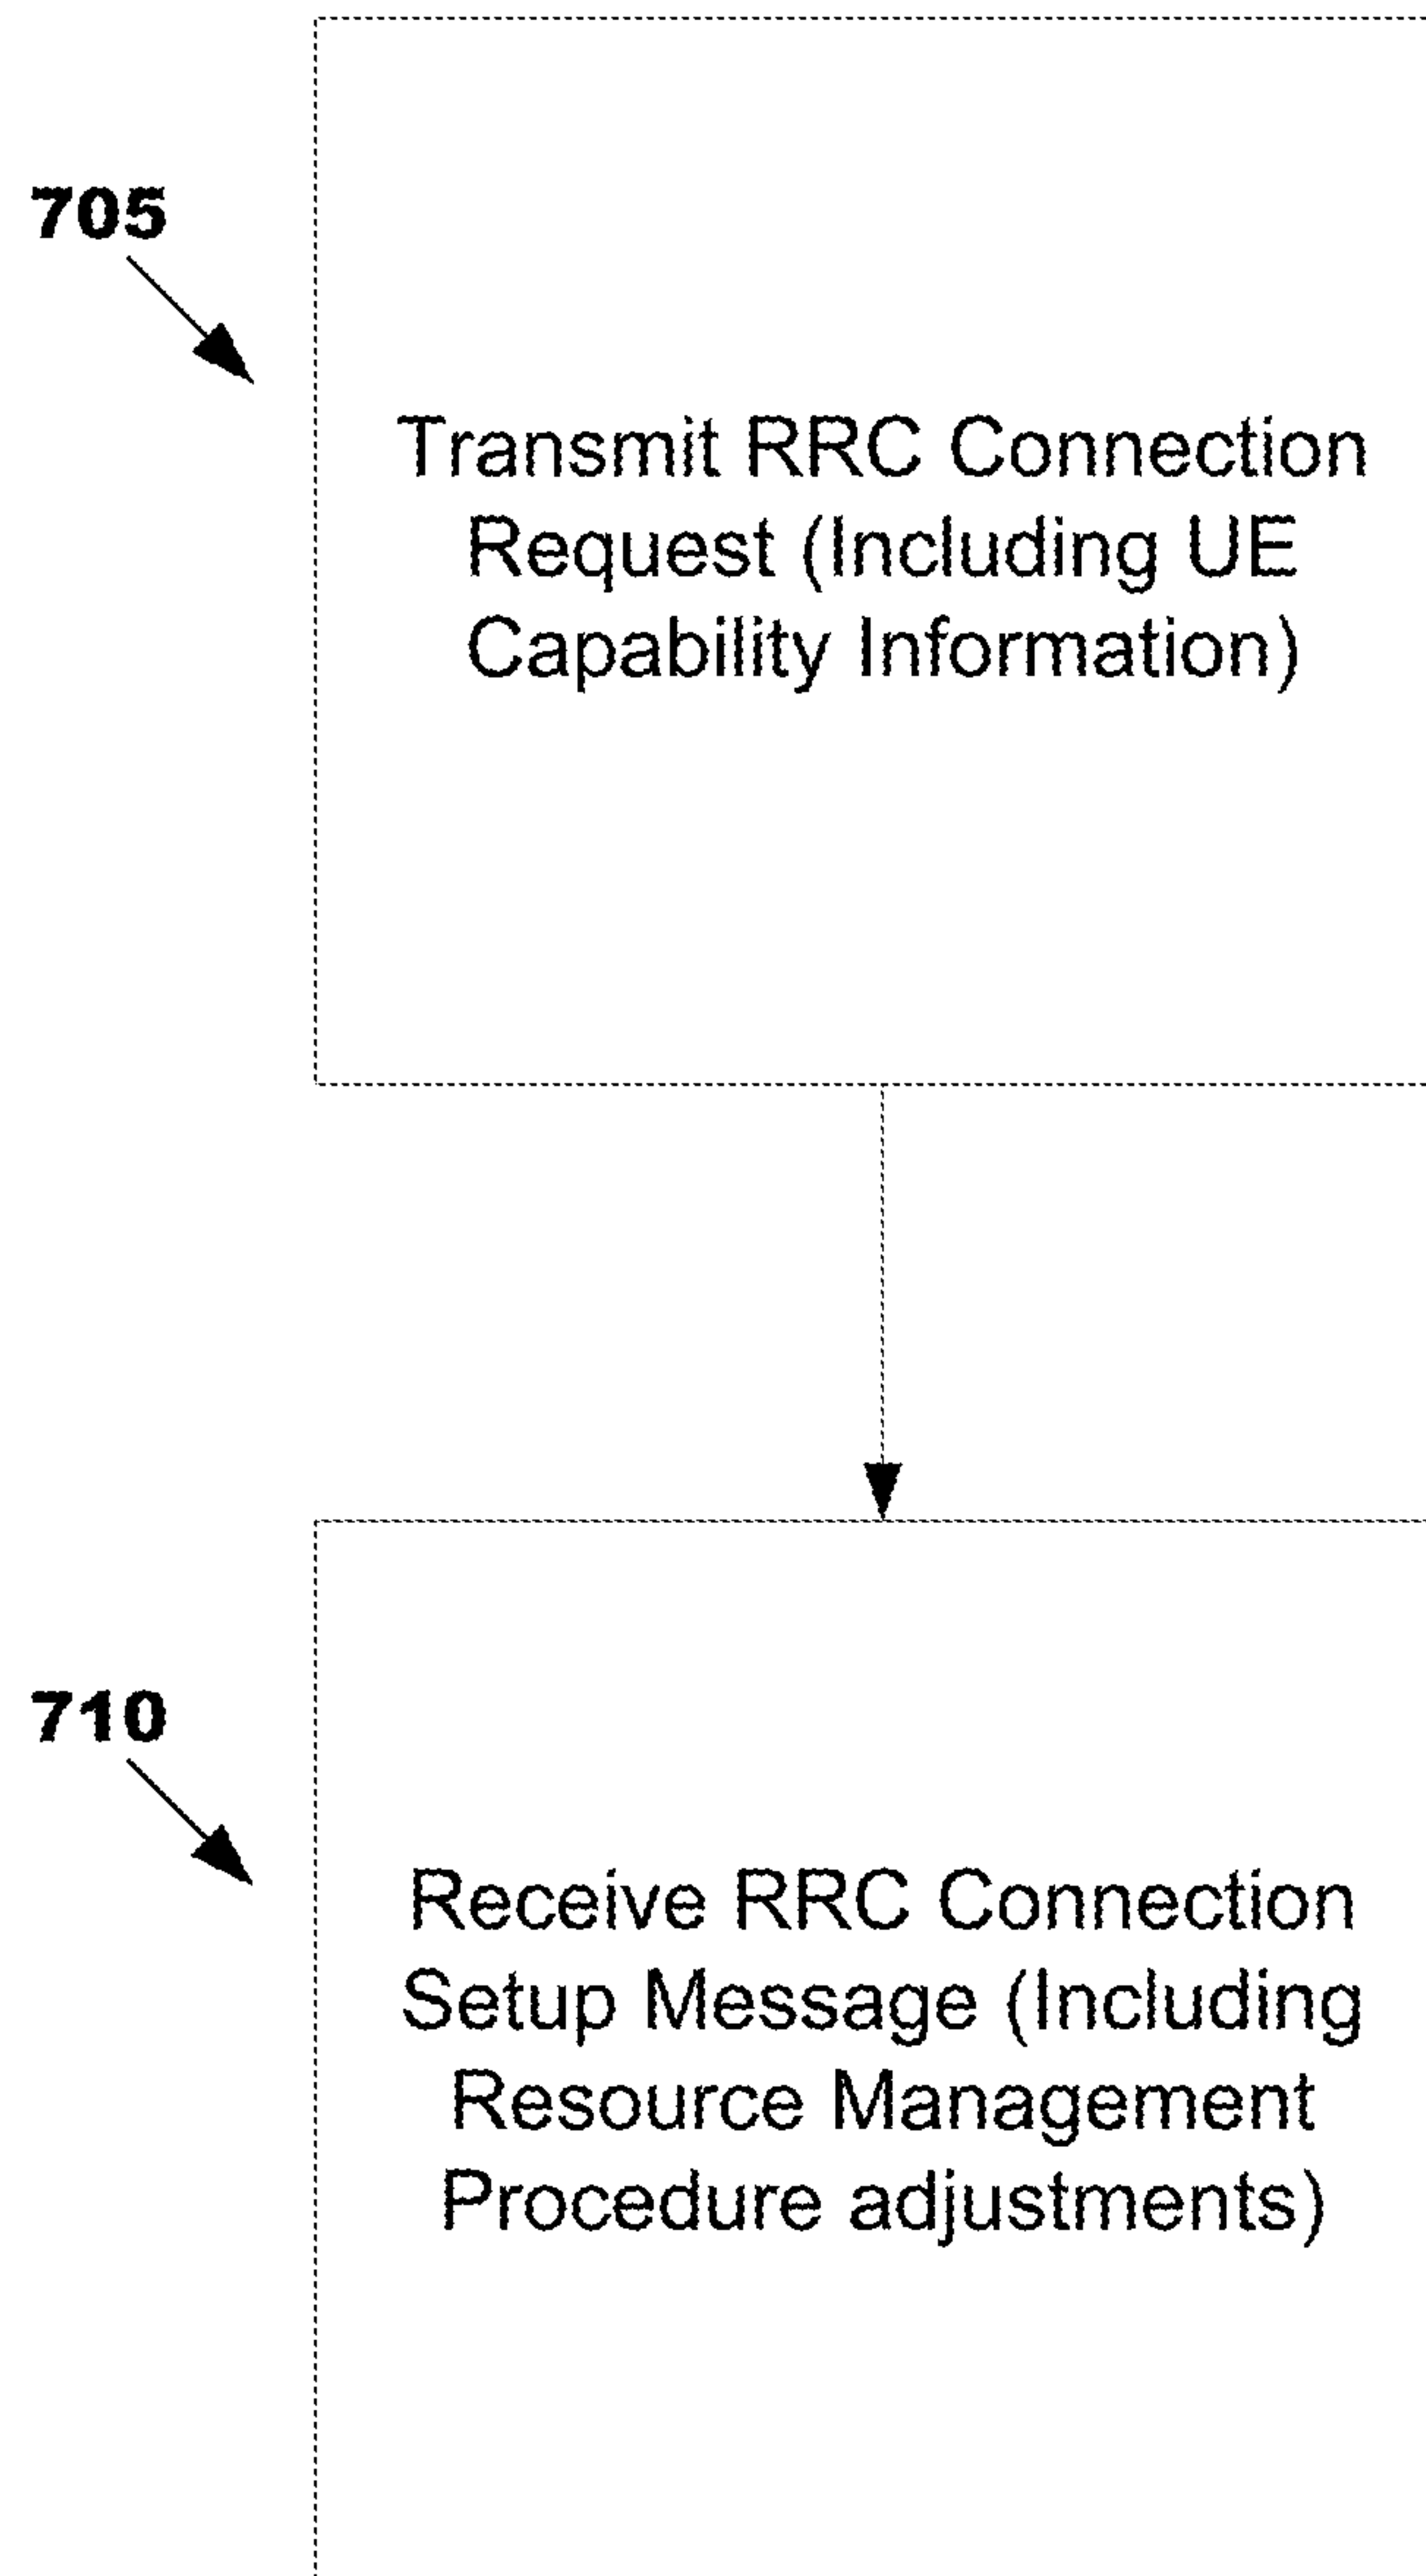 705
Transmit RRC Connection
Request (Including UE
Capability Information)
710
Receive RRC Connection
Setup Message (Including
Resource Management
Procedure adjustments)